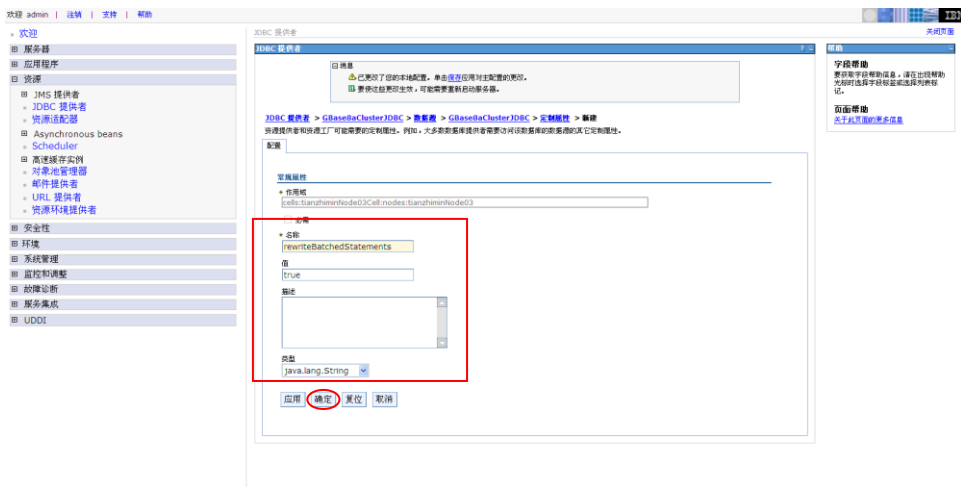 欢迎 admin | 注销 | 支持 | 帮助
IBM
欢迎
服务器
应用程序
资源
JMS 提供者
JDBC 提供者
资源适配器
Asynchronous beans
Scheduler
高速缓存实例
对象池管理器
邮件提供者
URL 提供者
资源环境提供者
安全性
环境
系统管理
监控和调整
故障诊断
服务集成
UDDI
JDBC 提供者
关闭页面
JDBC 提供者
? -
消息
已更改了您的本地配置。单击保存应用对主配置的更改。
要使这些更改生效，可能需要重新启动服务器。
JDBC 提供者 > GBase8aClusterJDBC > 数据源 > GBase8aClusterJDBC > 定制属性 > 新建
资源提供者和资源工厂可能需要的定制属性。例如，大多数数据库提供者需要访问该数据库的数据源的其它定制属性。
配置
常规属性
* 作用域
cells:tianzhiminNode03Cell:nodes:tianzhiminNode03
必需
* 名称
rewriteBatchedStatements
值
true
描述
类型
java.lang.String
应用 确定 复位 取消
帮助
字段帮助
要获取字段帮助信息，请在出现帮助
光标时选择字段标签或选择列表标
记。
页面帮助
关于此页面的更多信息